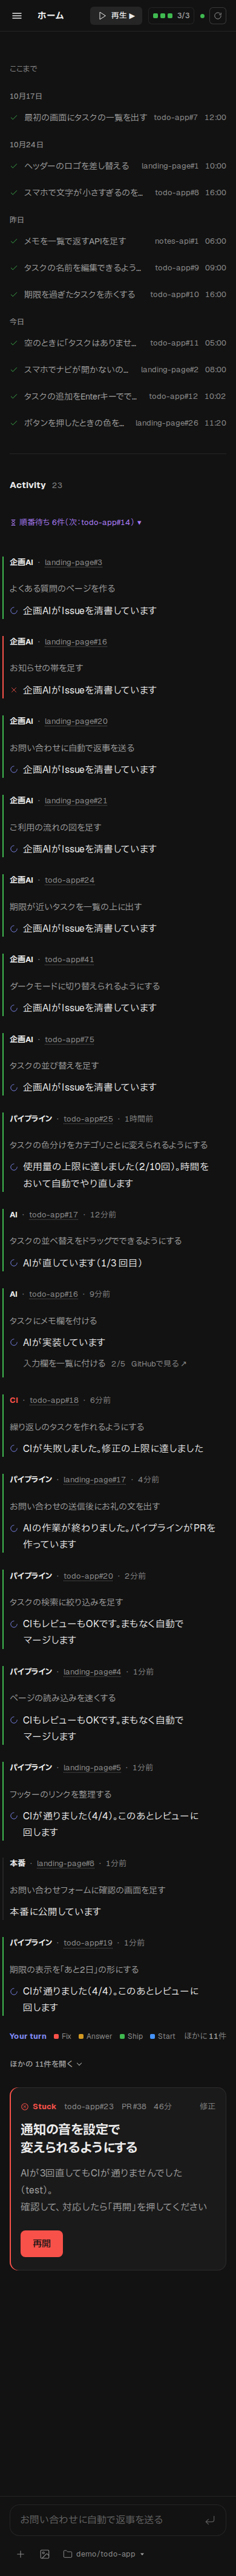 ホーム
再生 ▶
3/3
ここまで
10月17日
最初の画面にタスクの一覧を出す todo-app#7 12:00
10月24日
ヘッダーのロゴを差し替える landing-page#1 10:00
スマホで文字が小さすぎるのを… todo-app#8 16:00
昨日
メモを一覧で返すAPIを足す notes-api#1 06:00
タスクの名前を編集できるよう… todo-app#9 09:00
期限を過ぎたタスクを赤くする todo-app#10 16:00
今日
空のときに「タスクはありませ… todo-app#11 05:00
スマホでナビが開かないの… landing-page#2 08:00
タスクの追加をEnterキーでで… todo-app#12 10:02
ボタンを押したときの色を… landing-page#26 11:20
Activity 23
順番待ち 6件（次：todo-app#14） ▾
企画AI · landing-page#3
よくある質問のページを作る
企画AIがIssueを清書しています
企画AI · landing-page#16
お知らせの帯を足す
企画AIがIssueを清書しています
企画AI · landing-page#20
お問い合わせに自動で返事を送る
企画AIがIssueを清書しています
企画AI · landing-page#21
ご利用の流れの図を足す
企画AIがIssueを清書しています
企画AI · todo-app#24
期限が近いタスクを一覧の上に出す
企画AIがIssueを清書しています
企画AI · todo-app#41
ダークモードに切り替えられるようにする
企画AIがIssueを清書しています
企画AI · todo-app#75
タスクの並び替えを足す
企画AIがIssueを清書しています
パイプライン · todo-app#25 · 1時間前
タスクの色分けをカテゴリごとに変えられるようにする
使用量の上限に達しました（2/10回）。時間を
おいて自動でやり直します
AI · todo-app#17 · 12分前
タスクの並べ替えをドラッグでできるようにする
AIが直しています（1/3 回目）
AI · todo-app#16 · 9分前
タスクにメモ欄を付ける
AIが実装しています
入力欄を一覧に付ける 2/5 GitHubで見る ↗
CI · todo-app#18 · 6分前
繰り返しのタスクを作れるようにする
CIが失敗しました。修正の上限に達しました
パイプライン · landing-page#17 · 4分前
お問い合わせの送信後にお礼の文を出す
AIの作業が終わりました。パイプラインがPRを
作っています
パイプライン · todo-app#20 · 2分前
タスクの検索に絞り込みを足す
CIもレビューもOKです。まもなく自動で
マージします
パイプライン · landing-page#4 · 1分前
ページの読み込みを速くする
CIもレビューもOKです。まもなく自動で
マージします
パイプライン · landing-page#5 · 1分前
フッターのリンクを整理する
CIが通りました（4/4）。このあとレビューに
回します
本番 · landing-page#6 · 1分前
お問い合わせフォームに確認の画面を足す
本番に公開しています
パイプライン · todo-app#19 · 1分前
期限の表示を「あと2日」の形にする
CIが通りました（4/4）。このあとレビューに
回します
Your turn Fix Answer Ship Start ほかに 11件
ほかの 11件を開く
Stuck todo-app#23 PR#38 46分 修正
通知の音を設定で
変えられるようにする
AIが3回直してもCIが通りませんでした
（test）。
確認して、対応したら「再開」を押してください
再開
お問い合わせに自動で返事を送る
demo/todo-app